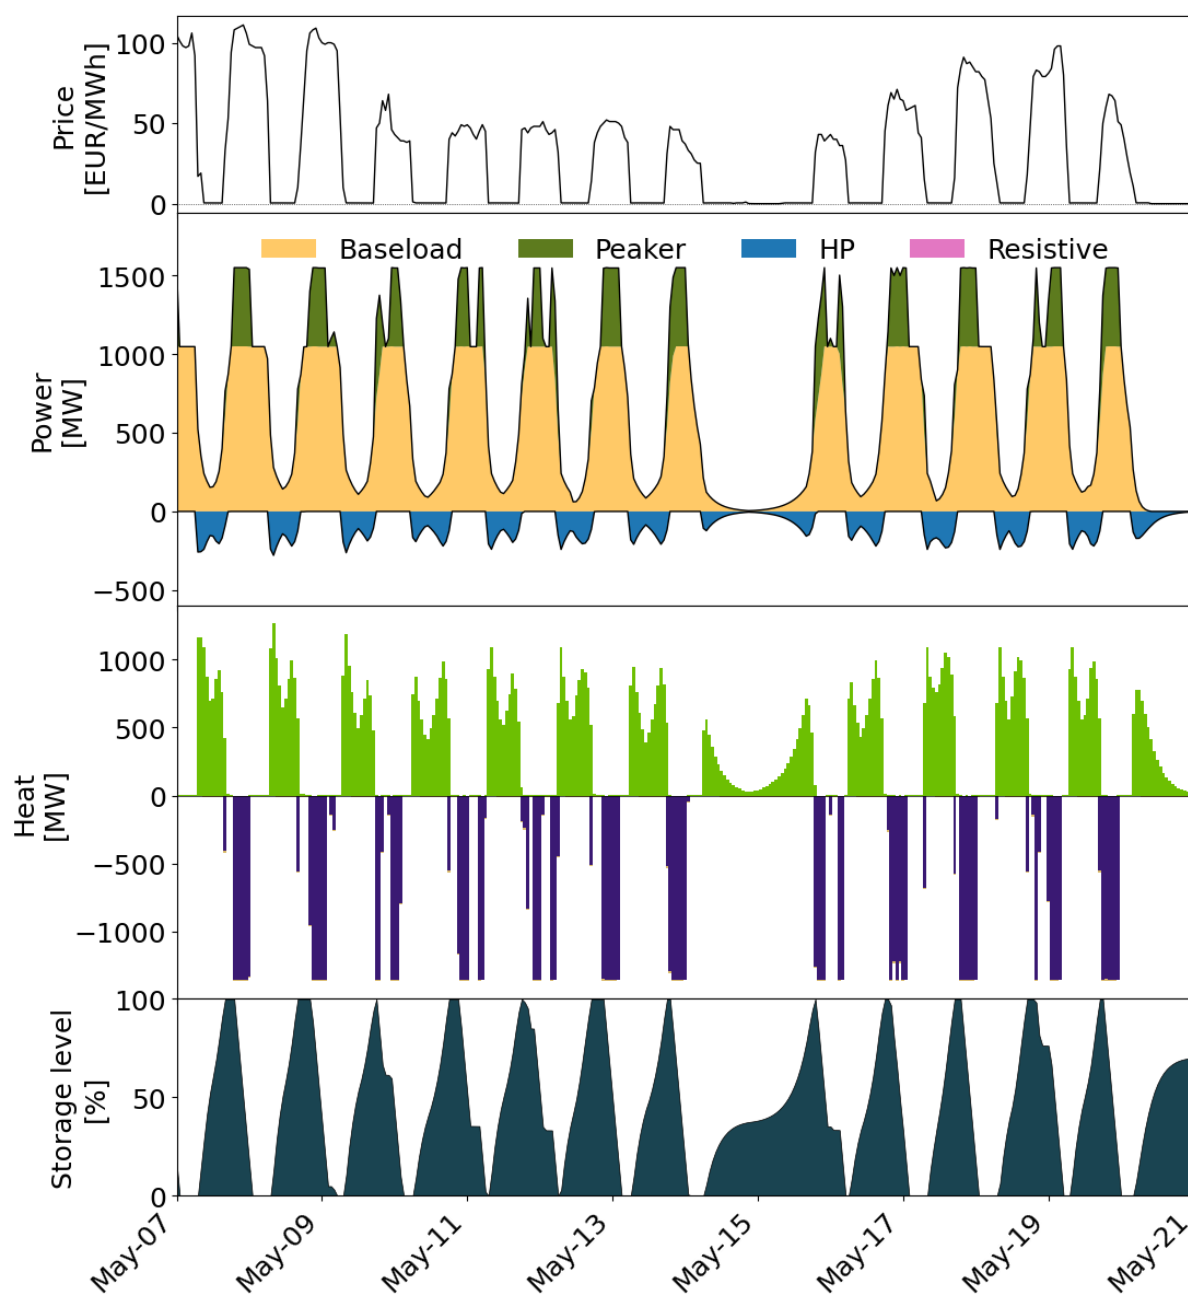 Price
[EUR/MWh]
100
50
0
Baseload Peaker HP Resistive
Power
[MW]
1500
1000
500
0
−500
Heat
[MW]
1000
500
0
−500
−1000
Storage level
[%]
100
50
0
May-07 May-09 May-11 May-13 May-15 May-17 May-19 May-21